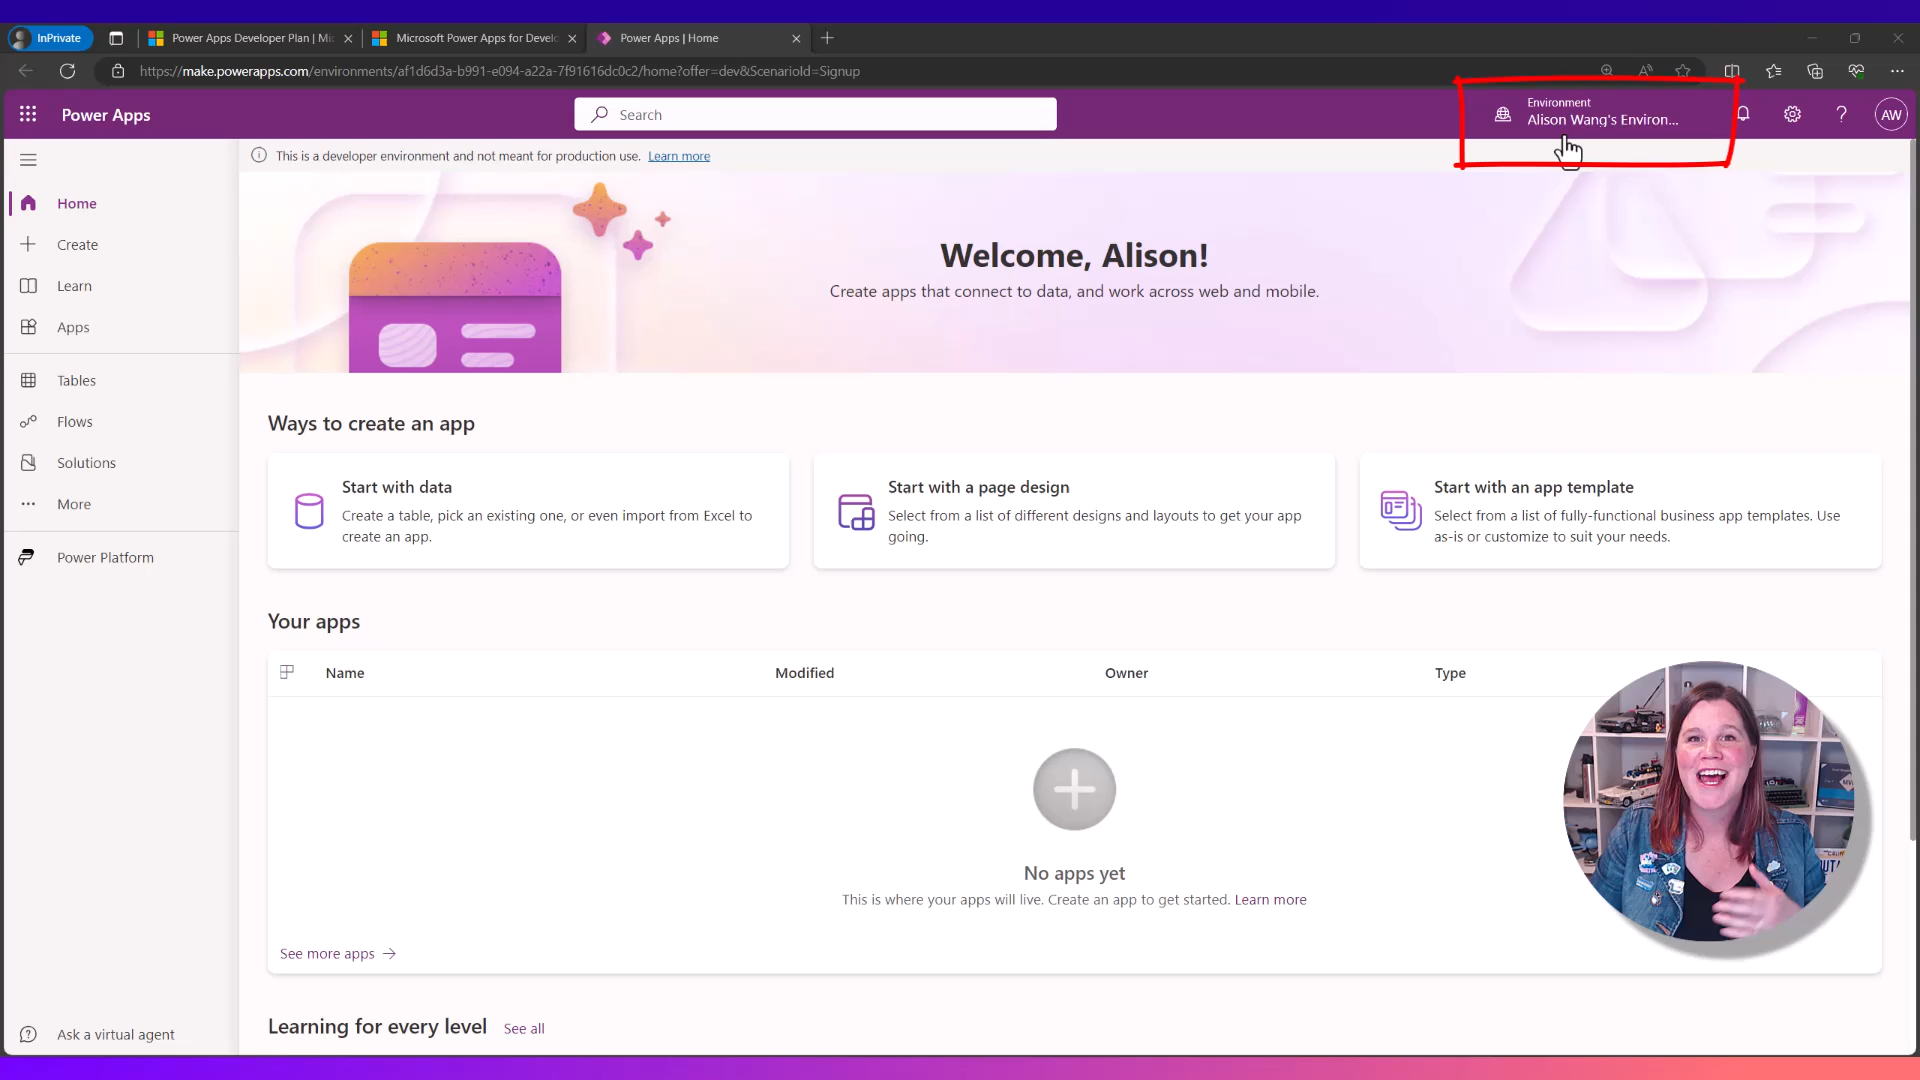 InPrivate
Power Apps Developer Plan | Mi
Microsoft Power Apps for Devel
Power Apps | Home
https://make.powerapps.com/environments/af1d6d3a-b991-e094-a22a-7f91616dc0c2/home?offer=dev&ScenarioId=Signup
Power Apps
Search
Environment
Alison Wang's Environ...
AW
This is a developer environment and not meant for production use. Learn more
Home
Create
Learn
Apps
Tables
Flows
Solutions
More
Power Platform
Ask a virtual agent
Welcome, Alison!
Create apps that connect to data, and work across web and mobile.
Ways to create an app
Start with data
Create a table, pick an existing one, or even import from Excel to
create an app.
Start with a page design
Select from a list of different designs and layouts to get your app
going.
Start with an app template
Select from a list of fully-functional business app templates. Use
as-is or customize to suit your needs.
Your apps
Name
Modified
Owner
Type
No apps yet
This is where your apps will live. Create an app to get started. Learn more
See more apps
Learning for every level
See all